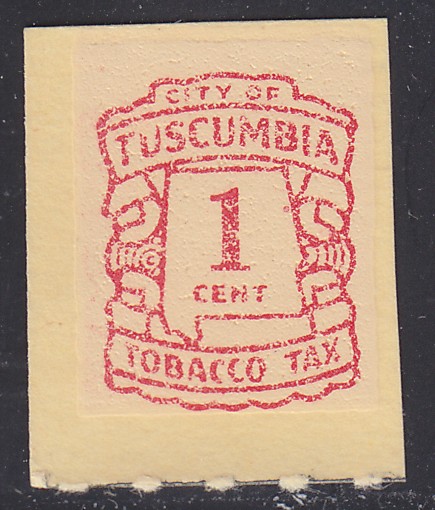 CITY OF
TUSCUMBIA
1
CENT
TOBACCO TAX